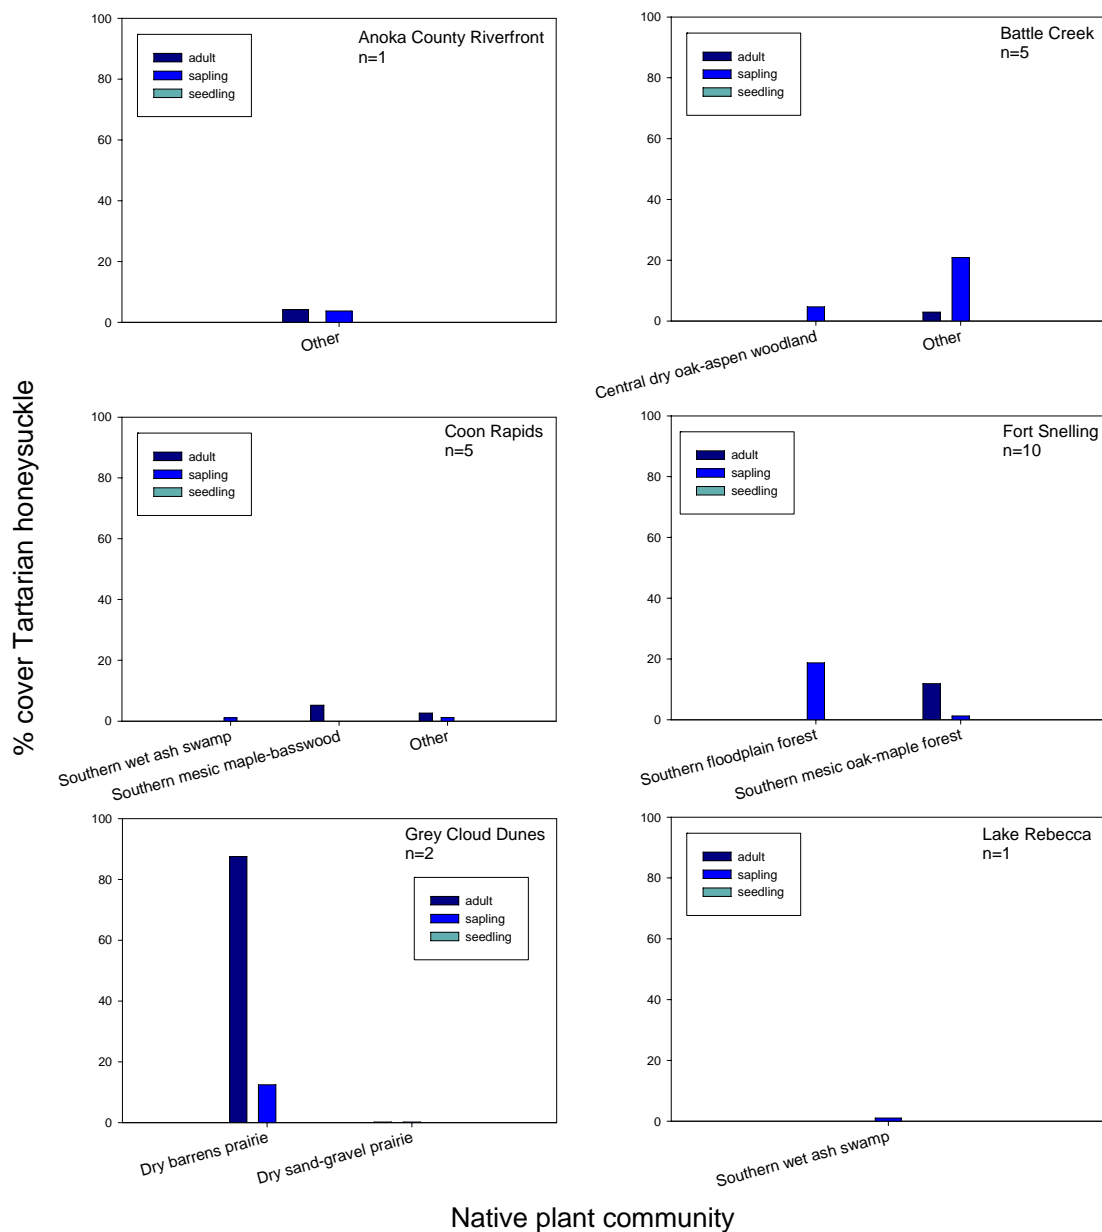 % cover Tartarian honeysuckle
100
80
60
40
20
0
adult
sapling
seedling
Anoka County Riverfront
n=1
Other
100
80
60
40
20
0
adult
sapling
seedling
Battle Creek
n=5
Central dry oak-aspen woodland
Other
100
80
60
40
20
0
adult
sapling
seedling
Coon Rapids
n=5
Southern wet ash swamp
Southern mesic maple-basswood
Other
100
80
60
40
20
0
adult
sapling
seedling
Fort Snelling
n=10
Southern floodplain forest
Southern mesic oak-maple forest
100
80
60
40
20
0
Grey Cloud Dunes
n=2
adult
sapling
seedling
Dry barrens prairie
Dry sand-gravel prairie
100
80
60
40
20
0
adult
sapling
seedling
Lake Rebecca
n=1
Southern wet ash swamp
Native plant community